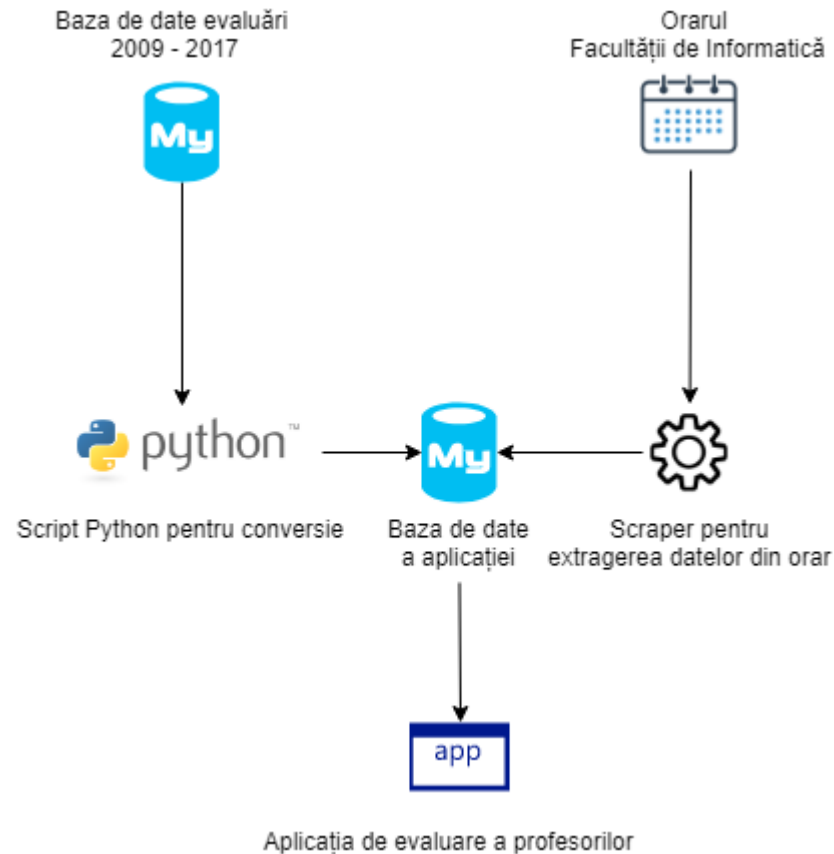 Baza de date evaluări
2009 - 2017
My
Orarul
Facultății de Informatică
python™
Script Python pentru conversie
My
Baza de date
a aplicației
Scraper pentru
extragerea datelor din orar
app
Aplicația de evaluare a profesorilor